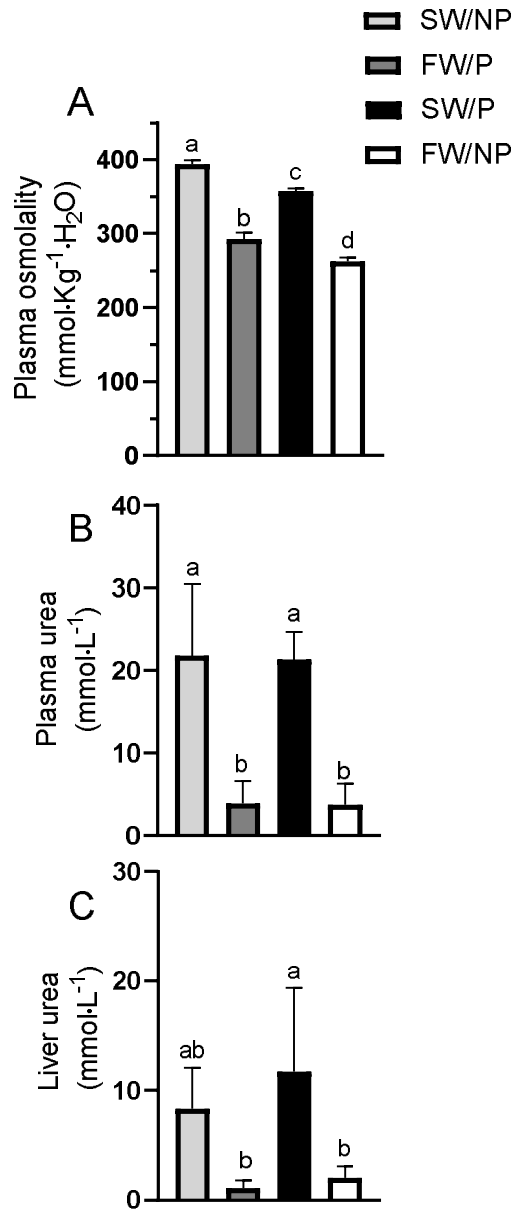 SW/NP
FW/P
SW/P
FW/NP
A
Plasma osmolality
(mmol·Kg⁻¹·H₂O)
400
300
200
100
0
a
b
c
d
B
Plasma urea
(mmol·L⁻¹)
40
30
20
10
0
a
b
a
b
C
Liver urea
(mmol·L⁻¹)
30
20
10
0
ab
b
a
b